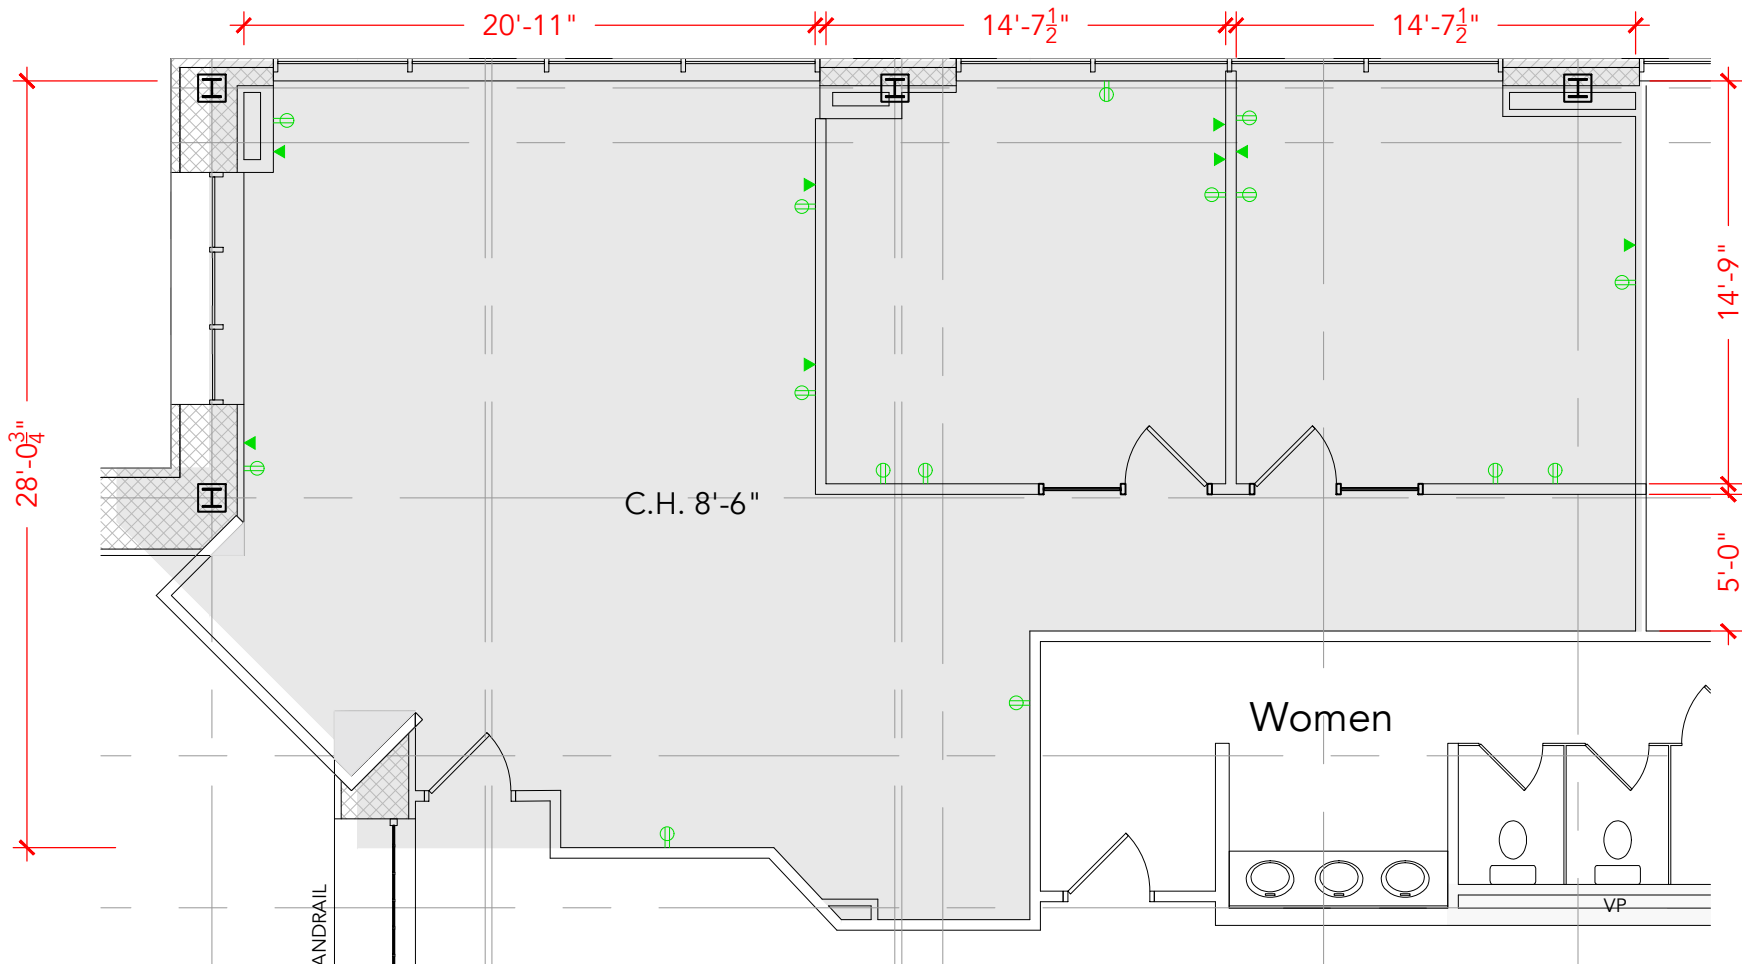 20'-11" 14'-7½" 14'-7½"
14'-9"
28'-0¾"
C.H. 8'-6"
5'-0"
Women
ANDRAIL
VP